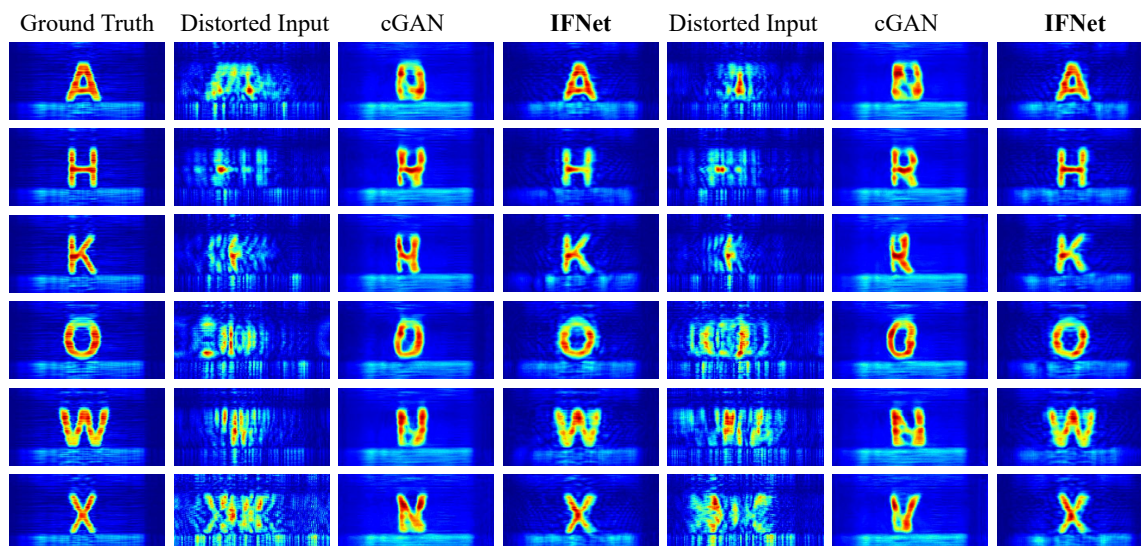 Ground Truth Distorted Input cGAN IFNet Distorted Input cGAN IFNet
A A A
H H H
K K K
O O O
W W W
X X X